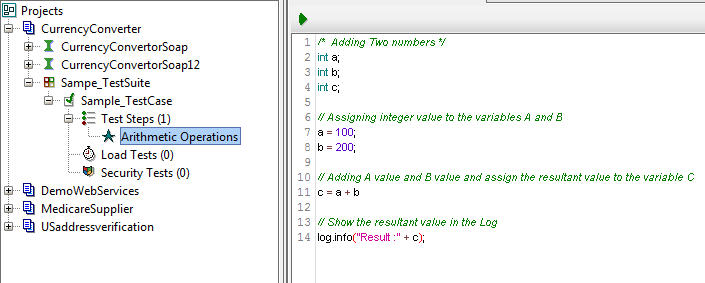 Projects
CurrencyConverter
CurrencyConvertorSoap
CurrencyConvertorSoap12
Sampe_TestSuite
Sample_TestCase
Test Steps (1)
Arithmetic Operations
Load Tests (0)
Security Tests (0)
DemoWebServices
MedicareSupplier
USaddressverification
1 /*  Adding Two numbers */
2 int a;
3 int b;
4 int c;
5
6 // Assigning integer value to the variables A and B
7 a = 100;
8 b = 200;
9
10 // Adding A value and B value and assign the resultant value to the variable C
11 c = a + b
12
13 // Show the resultant value in the Log
14 log.info("Result :" + c);